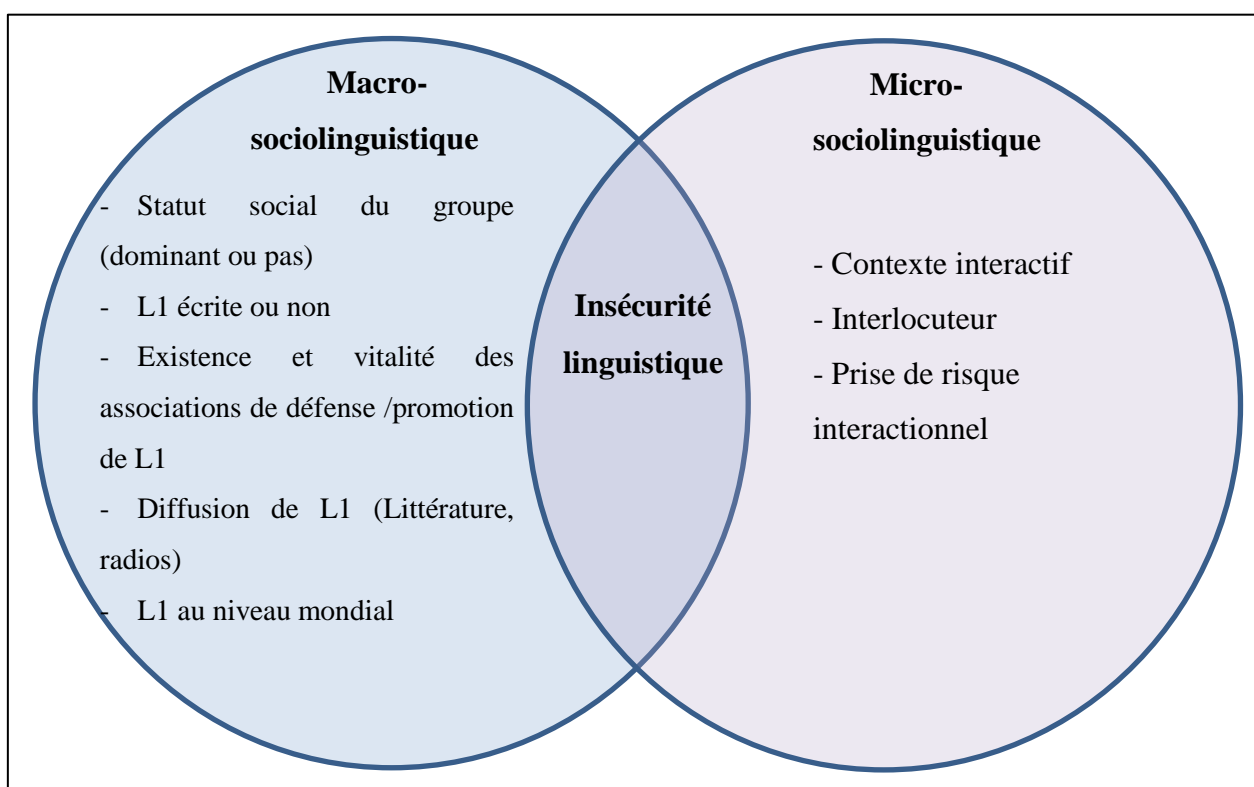 Macro-
sociolinguistique
- Statut social du groupe
(dominant ou pas)
- L1 écrite ou non
- Existence et vitalité des
associations de défense /promotion
de L1
- Diffusion de L1 (Littérature,
radios)
- L1 au niveau mondial
Insécurité
linguistique
Micro-
sociolinguistique
- Contexte interactif
- Interlocuteur
- Prise de risque
interactionnel